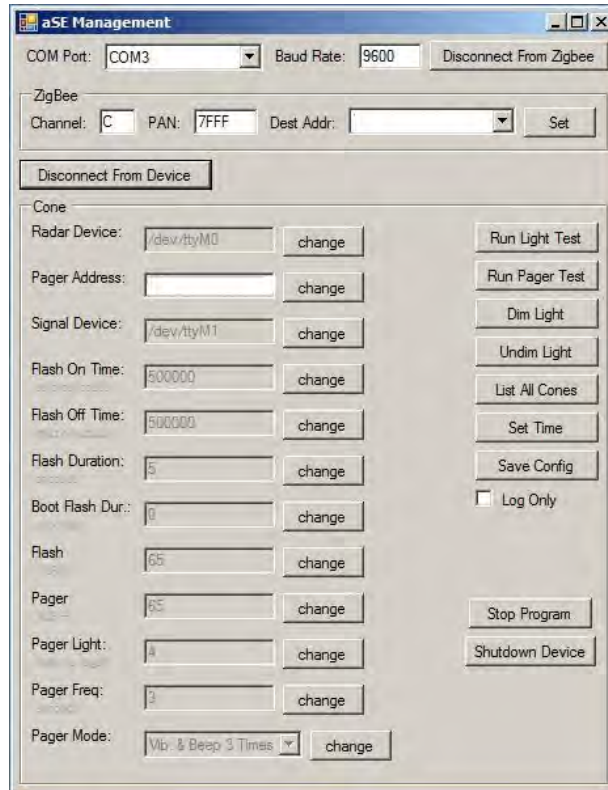 aSE Management
COM Port: COM3 Baud Rate: 9600 Disconnect From Zigbee
ZigBee
Channel: C PAN: 7FFF Dest Addr: Set
Disconnect From Device
Cone
Radar Device: /dev/ttyM0 change Run Light Test
Pager Address: change Run Pager Test
Signal Device: /dev/ttyM1 change Dim Light
Undim Light
Flash On Time: 500000 change
List All Cones
Flash Off Time: 500000 change Set Time
Flash Duration: 5 change Save Config
Boot Flash Dur.: 0 change Log Only
Flash 65 change
Pager 65 change Stop Program
Pager Light: 4 change Shutdown Device
Pager Freq: 3 change
Pager Mode: Vib. & Beep 3 Times change